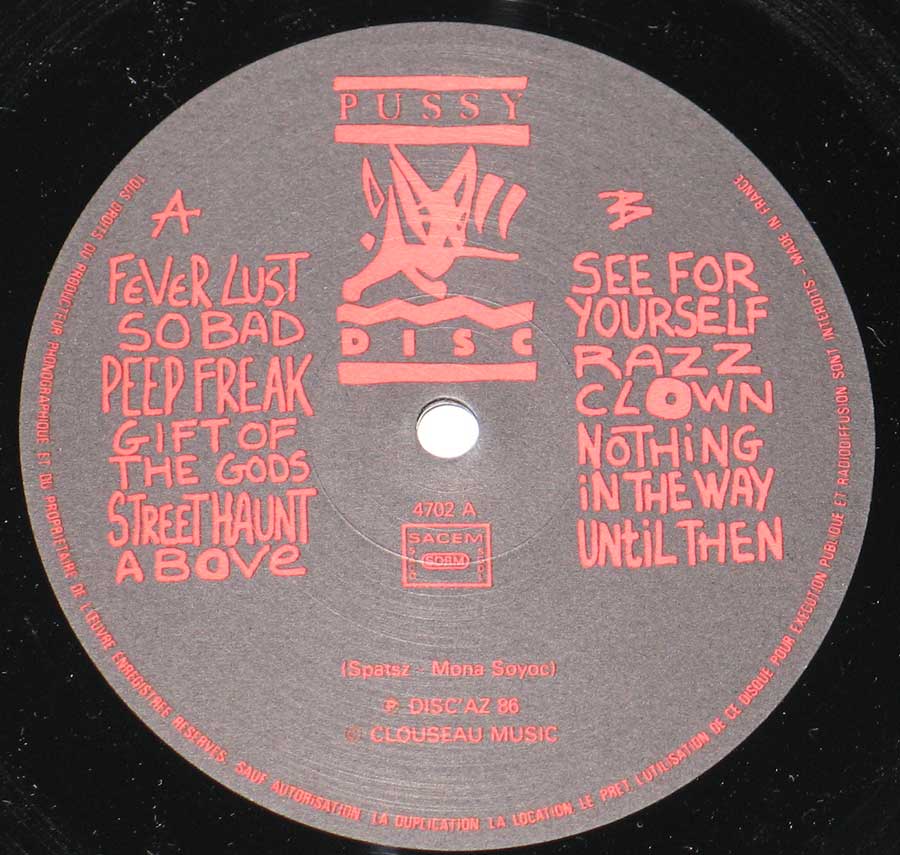 PUSSY
DISC
A
FEVER LUST
SO BAD
PEEP FREAK
GIFT OF
THE GODS
STREET HAUNT
ABOVE
B
SEE FOR
YOURSELF
RAZZ
CLOWN
NOTHING
IN THE WAY
UNTIL THEN
4702 A
SACEM
SDRM
SACD
SGDL
(Spatsz - Mona Soyoc)
℗ DISC'AZ 86
© CLOUSEAU MUSIC
TOUS DROITS DU PRODUCTEUR PHONOGRAPHIQUE ET DU PROPRIETAIRE DE L'ŒUVRE ENREGISTREE RESERVES. SAUF AUTORISATION. LA DUPLICATION. LA LOCATION. LE PRET. L'UTILISATION DE CE DISQUE POUR EXECUTION PUBLIQUE ET RADIODIFFUSION SONT INTERDITS - MADE IN FRANCE